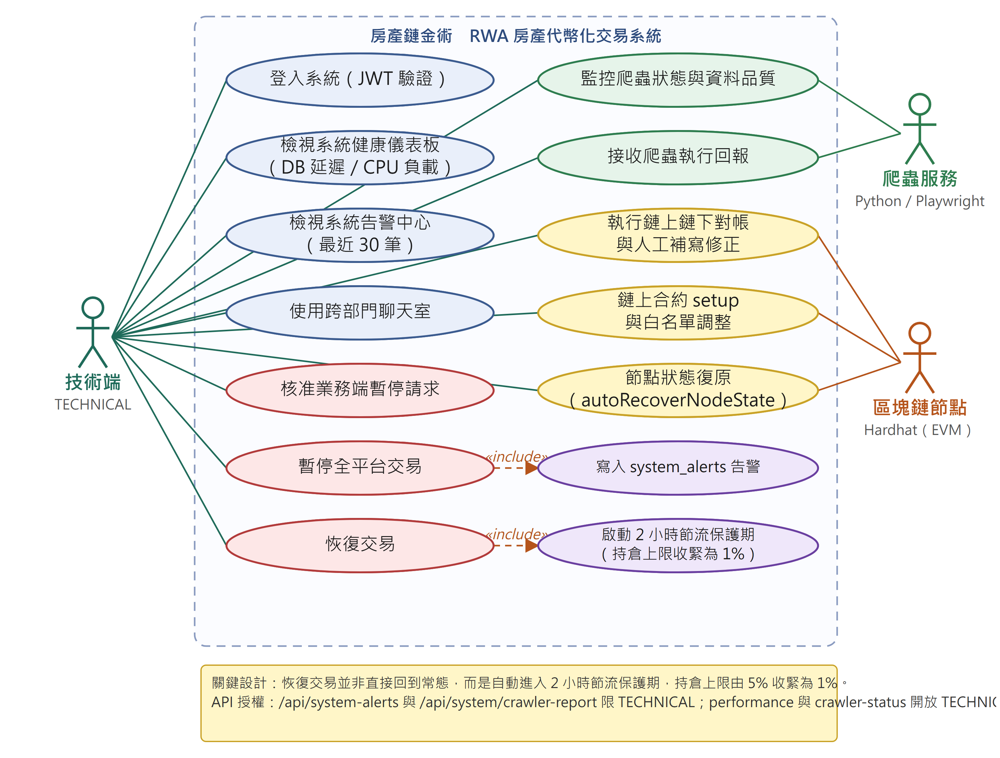 房產鏈金術　RWA 房產代幣化交易系統
登入系統（JWT 驗證）
監控爬蟲狀態與資料品質
檢視系統健康儀表板
（DB 延遲 / CPU 負載）
接收爬蟲執行回報
爬蟲服務
Python / Playwright
檢視系統告警中心
（最近 30 筆）
執行鏈上鏈下對帳
與人工補寫修正
使用跨部門聊天室
鏈上合約 setup
與白名單調整
技術端
TECHNICAL
核准業務端暫停請求
節點狀態復原
（autoRecoverNodeState）
區塊鏈節點
Hardhat（EVM）
暫停全平台交易
«include»
寫入 system_alerts 告警
恢復交易
«include»
啟動 2 小時節流保護期
（持倉上限收緊為 1%）
關鍵設計：恢復交易並非直接回到常態，而是自動進入 2 小時節流保護期，持倉上限由 5% 收緊為 1%。
API 授權：/api/system-alerts 與 /api/system/crawler-report 限 TECHNICAL；performance 與 crawler-status 開放 TECHNIC